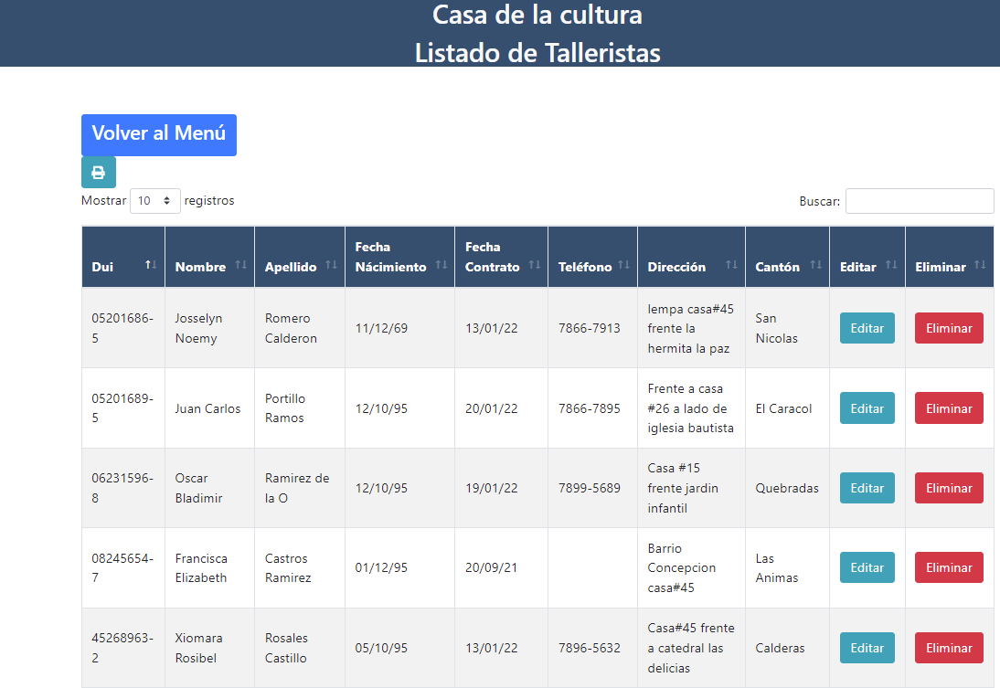 Casa de la cultura
Listado de Talleristas
Volver al Menú
Mostrar 10 registros
Buscar:
Dui Nombre Apellido Fecha Nácimiento Fecha Contrato Teléfono Dirección Cantón Editar Eliminar
05201686-5 Josselyn Noemy Romero Calderon 11/12/69 13/01/22 7866-7913 lempa casa#45 frente la hermita la paz San Nicolas Editar Eliminar
05201689-5 Juan Carlos Portillo Ramos 12/10/95 20/01/22 7866-7895 Frente a casa #26 a lado de iglesia bautista El Caracol Editar Eliminar
06231596-8 Oscar Bladimir Ramirez de la O 12/10/95 19/01/22 7899-5689 Casa #15 frente jardin infantil Quebradas Editar Eliminar
08245654-7 Francisca Elizabeth Castros Ramirez 01/12/95 20/09/21 Barrio Concepcion casa#45 Las Animas Editar Eliminar
45268963-2 Xiomara Rosibel Rosales Castillo 05/10/95 13/01/22 7896-5632 Casa#45 frente a catedral las delicias Calderas Editar Eliminar